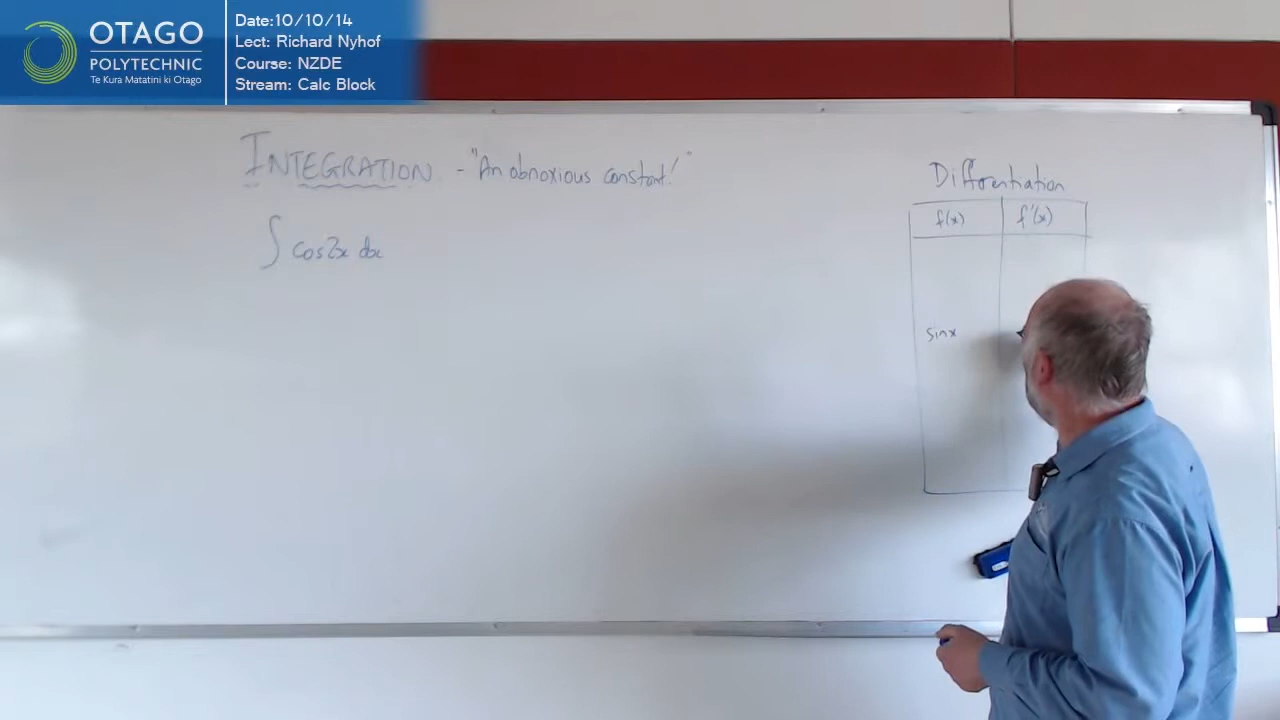 OTAGO
POLYTECHNIC
Te Kura Matatini ki Otago
Date:10/10/14
Lect: Richard Nyhof
Course: NZDE
Stream: Calc Block
INTEGRATION - "An obnoxious constant!"
∫ cos2x dx
Differentiation
f(x) f'(x)
sinx